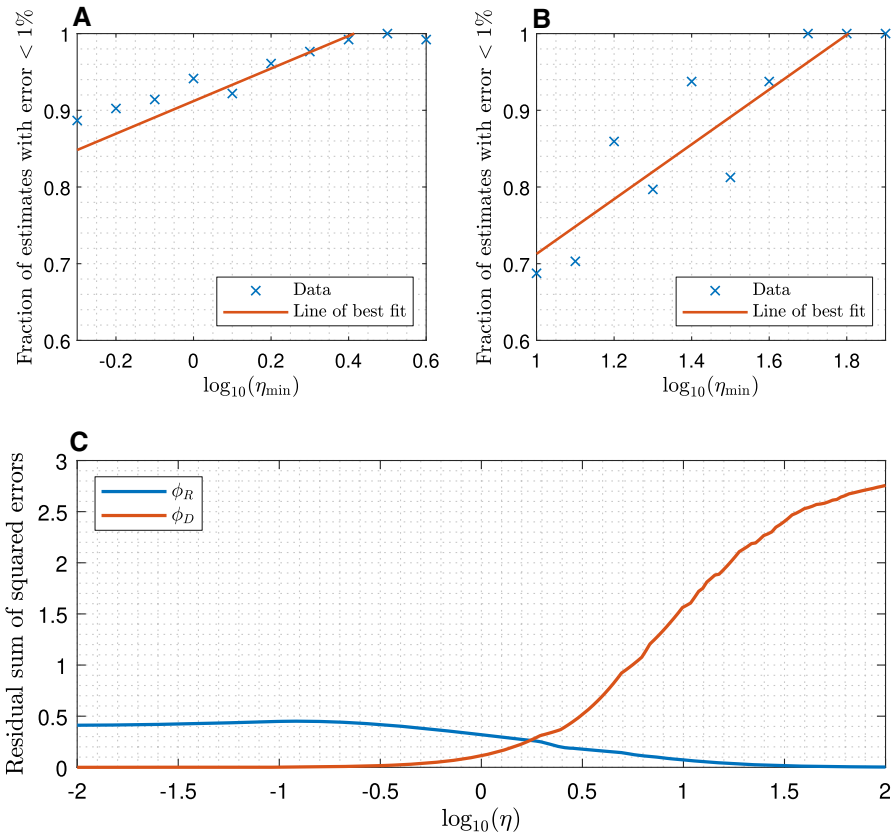 A
Fraction of estimates with error < 1%
1
0.9
0.8
0.7
0.6
-0.2
0
0.2
0.4
0.6
log₁₀(η_min)
Data
Line of best fit
B
Fraction of estimates with error < 1%
1
0.9
0.8
0.7
0.6
1
1.2
1.4
1.6
1.8
log₁₀(η_min)
Data
Line of best fit
C
Residual sum of squared errors
3
2.5
2
1.5
1
0.5
0
-2
-1.5
-1
-0.5
0
0.5
1
1.5
2
log₁₀(η)
ϕ_R
ϕ_D